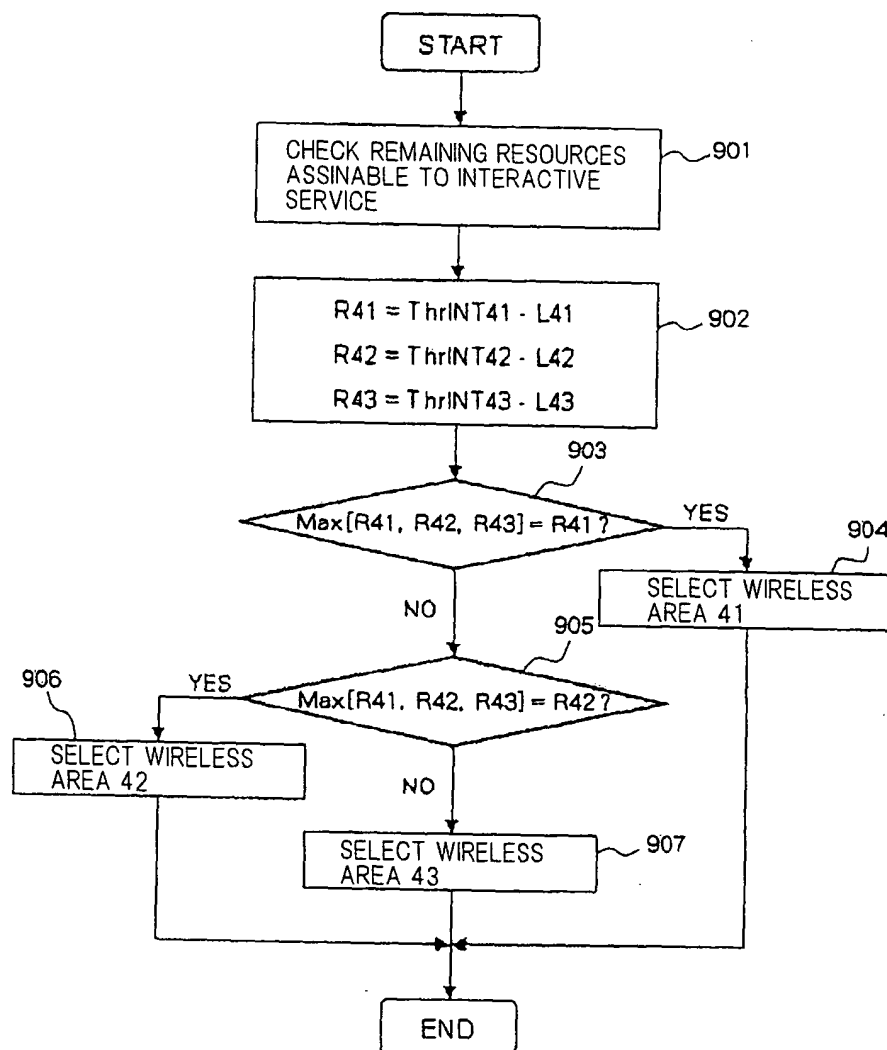 START
CHECK REMAINING RESOURCES
ASSINABLE TO INTERACTIVE
SERVICE
901
R41 = ThrINT41 - L41
R42 = ThrINT42 - L42
R43 = ThrINT43 - L43
902
903
Max[R41, R42, R43] = R41?
YES
904
SELECT WIRELESS
AREA 41
NO
905
Max[R41, R42, R43] = R42?
YES
906
SELECT WIRELESS
AREA 42
NO
SELECT WIRELESS
AREA 43
907
END